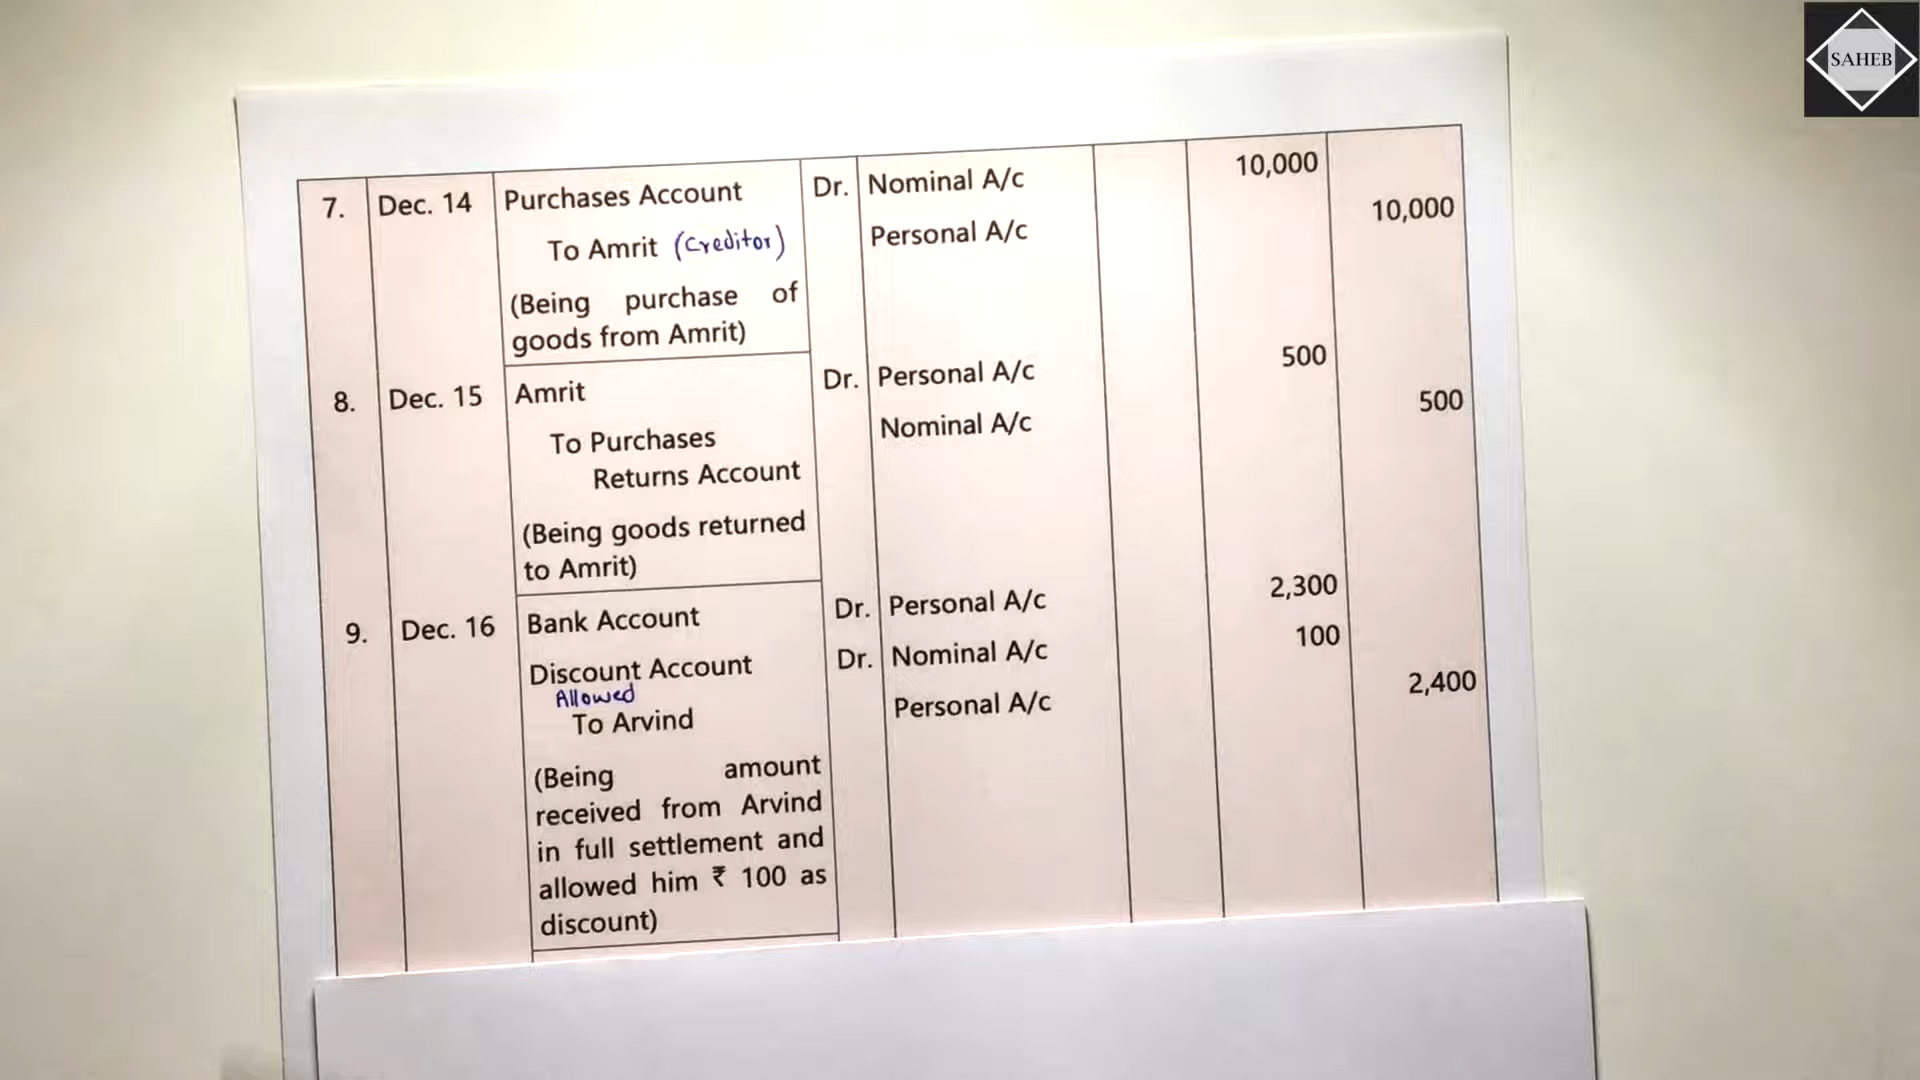 SAHEB
7. Dec. 14 Purchases Account Dr. Nominal A/c 10,000
To Amrit (Creditor) Personal A/c 10,000
(Being purchase of
goods from Amrit)
8. Dec. 15 Amrit Dr. Personal A/c 500
To Purchases Nominal A/c 500
Returns Account
(Being goods returned
to Amrit)
9. Dec. 16 Bank Account Dr. Personal A/c 2,300
Discount Account Dr. Nominal A/c 100
Allowed
To Arvind Personal A/c 2,400
(Being amount
received from Arvind
in full settlement and
allowed him ₹ 100 as
discount)